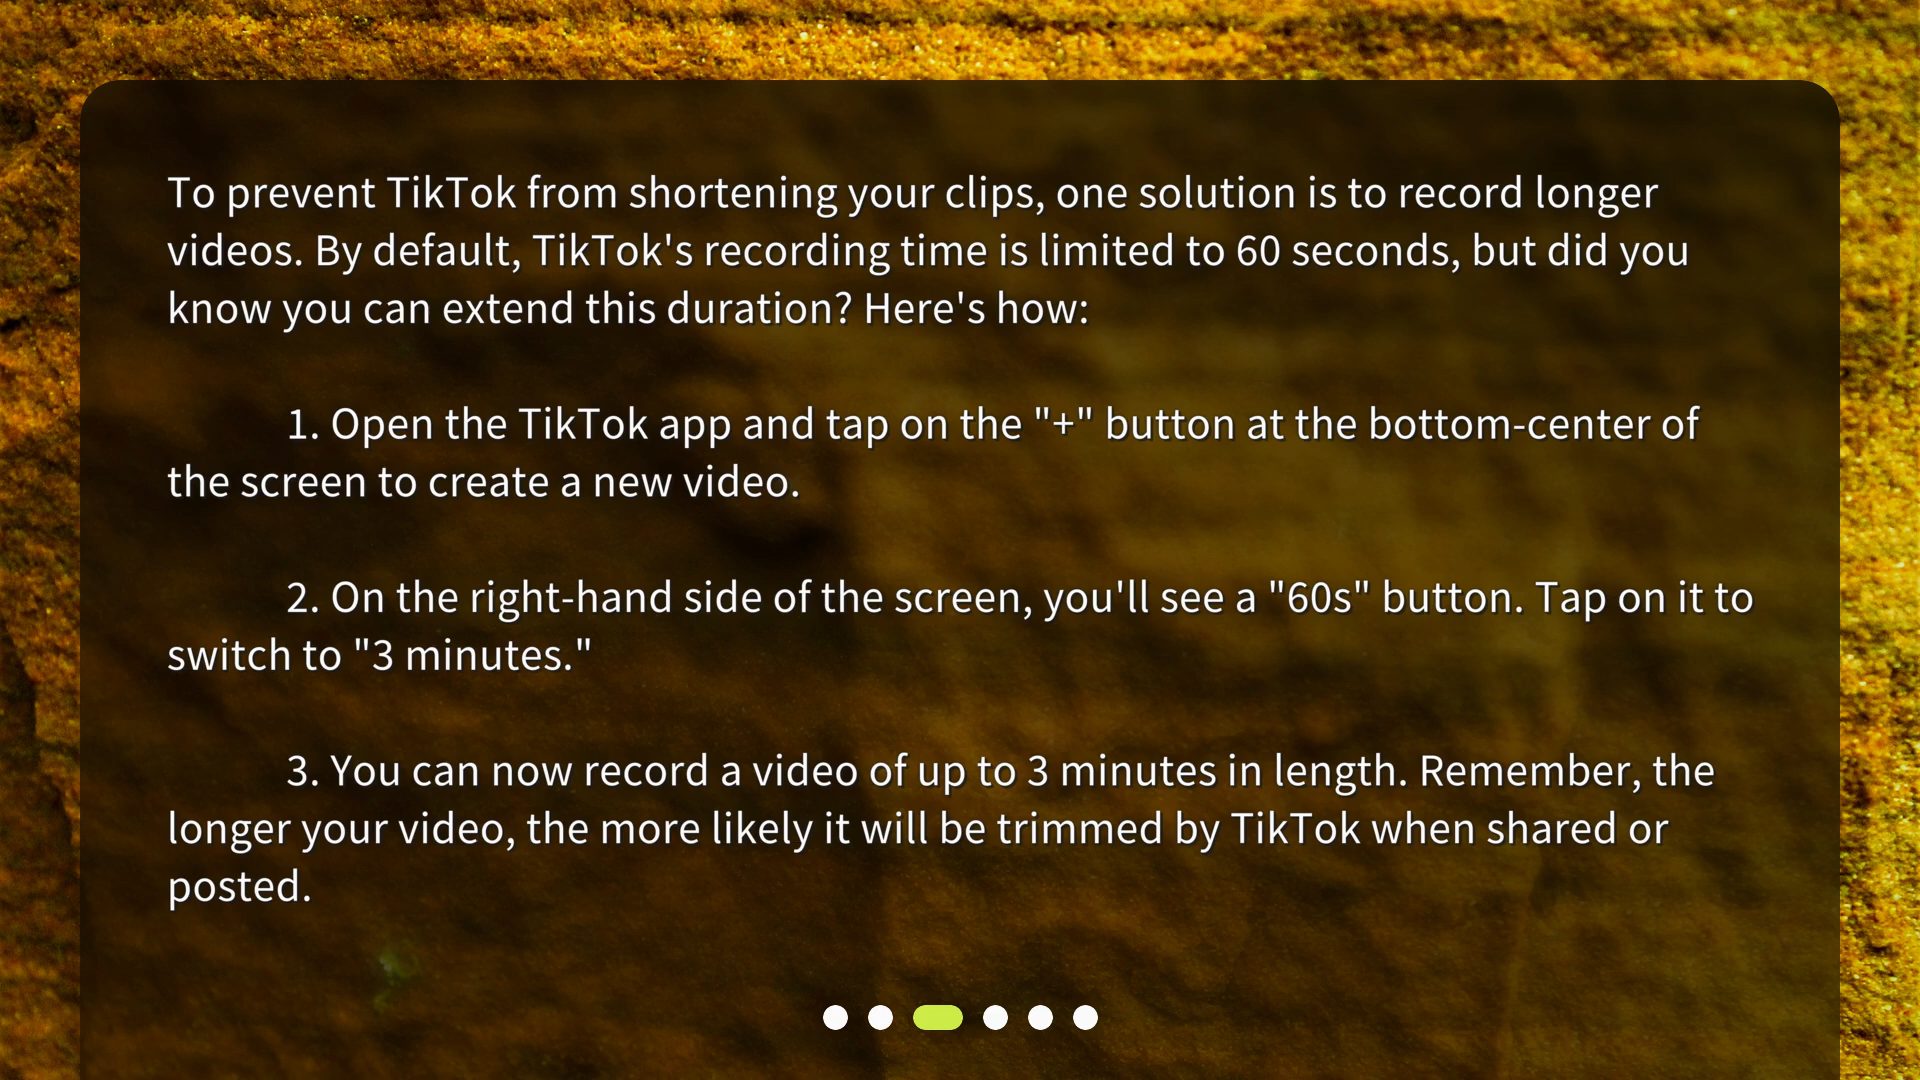 To prevent TikTok from shortening your clips, one solution is to record longer
videos. By default, TikTok's recording time is limited to 60 seconds, but did you
know you can extend this duration? Here's how:
1. Open the TikTok app and tap on the "+" button at the bottom-center of
the screen to create a new video.
2. On the right-hand side of the screen, you'll see a "60s" button. Tap on it to
switch to "3 minutes."
3. You can now record a video of up to 3 minutes in length. Remember, the
longer your video, the more likely it will be trimmed by TikTok when shared or
posted.